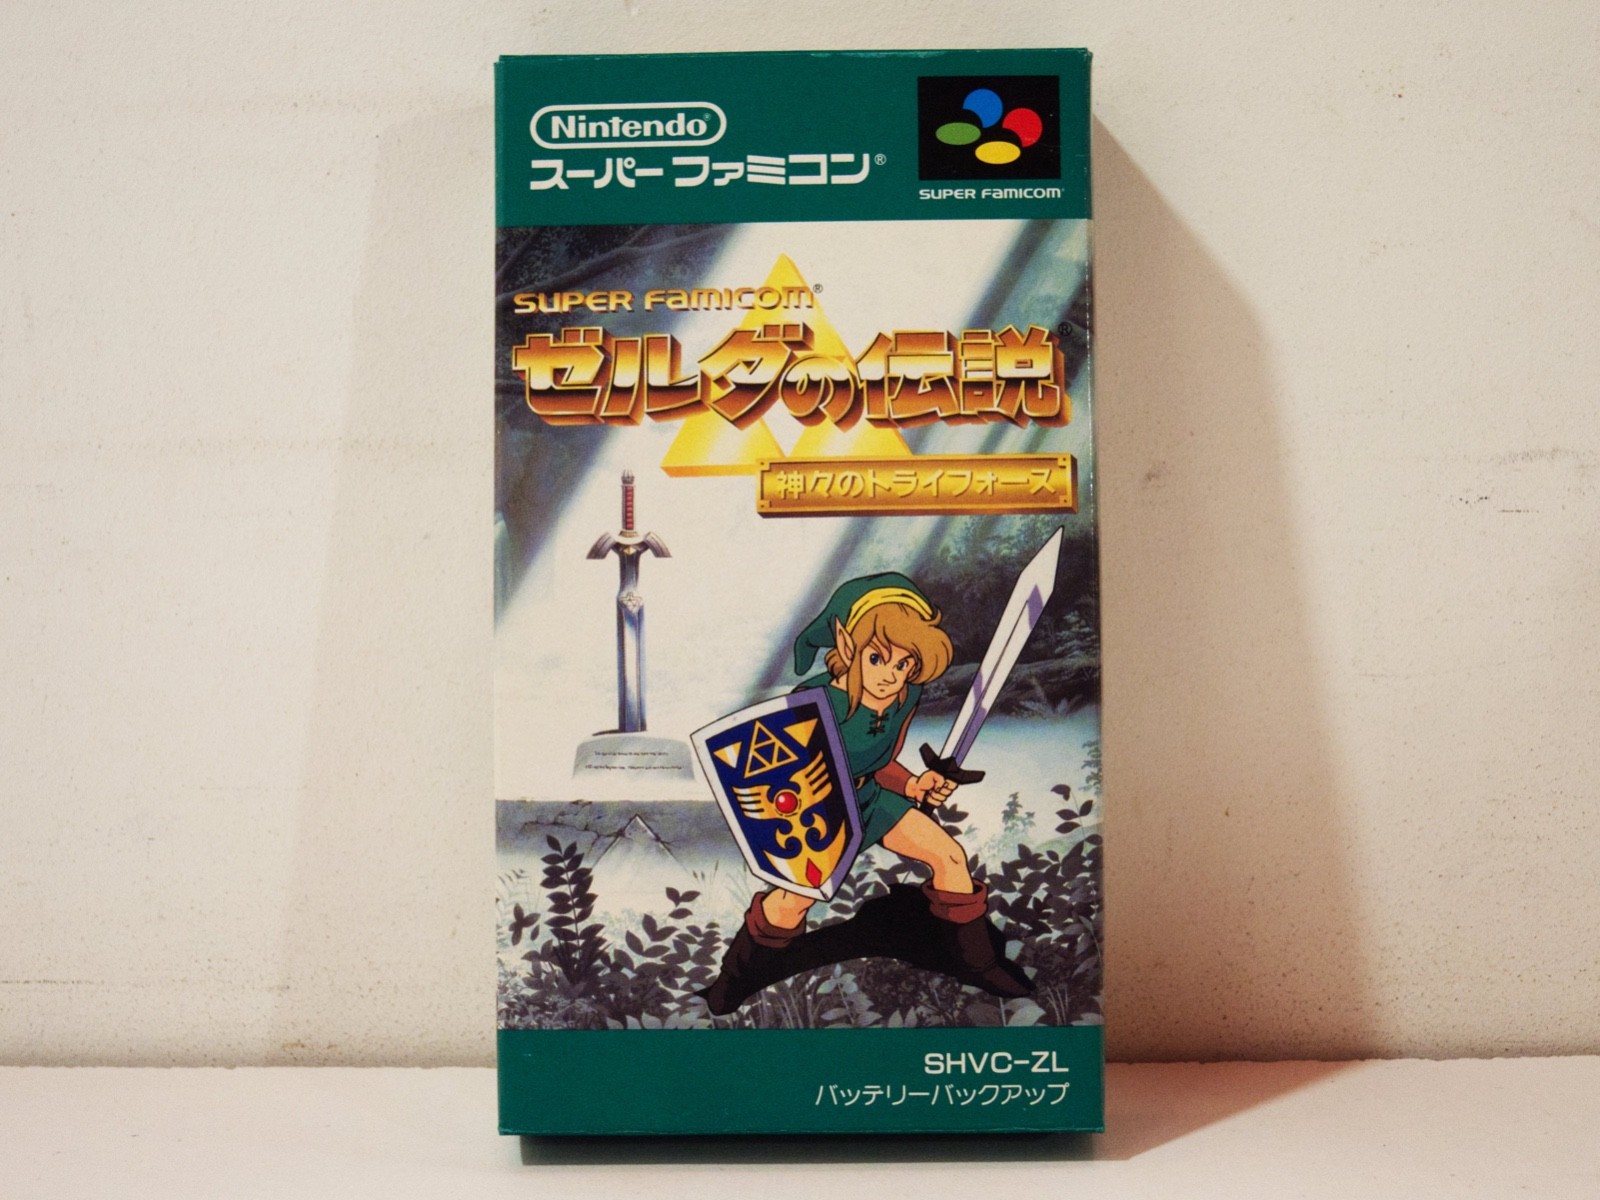 Nintendo®
スーパーファミコン®
SUPER FAMICOM
SUPER FAMICOM®
ゼルダの伝説®
神々のトライフォース
SHVC-ZL
バッテリーバックアップ